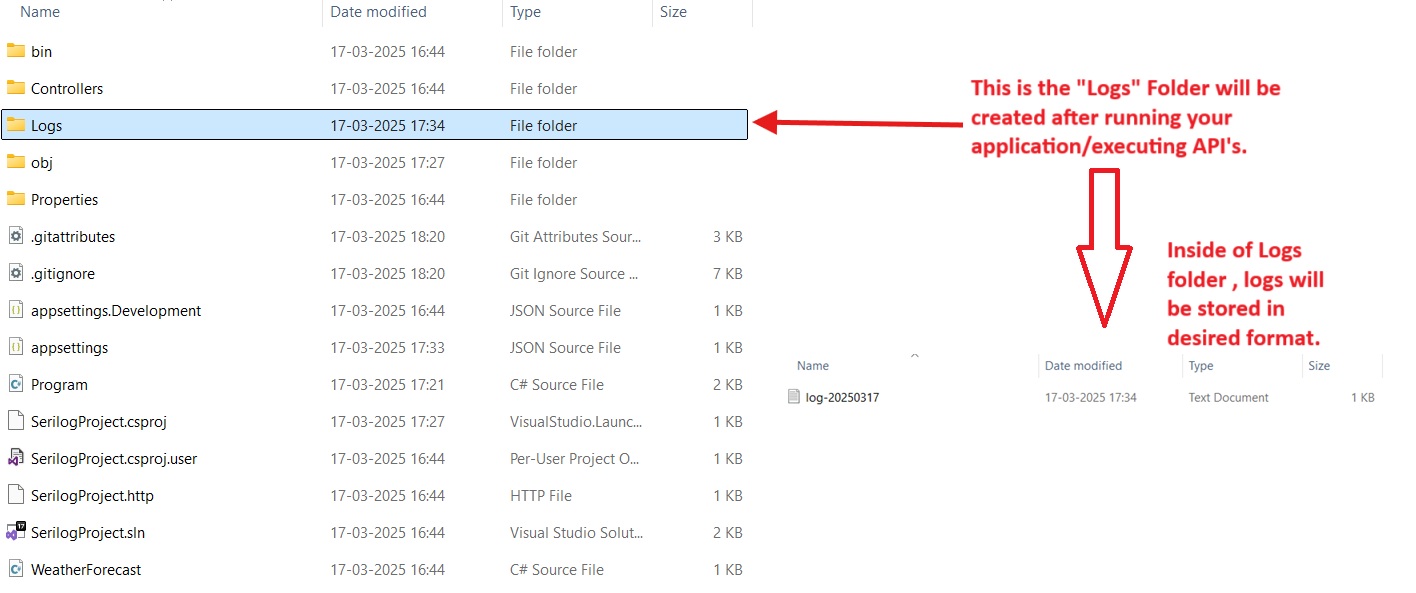 Name Date modified Type Size
bin 17-03-2025 16:44 File folder
Controllers 17-03-2025 16:44 File folder
Logs 17-03-2025 17:34 File folder
obj 17-03-2025 17:27 File folder
Properties 17-03-2025 16:44 File folder
.gitattributes 17-03-2025 18:20 Git Attributes Sour... 3 KB
.gitignore 17-03-2025 18:20 Git Ignore Source ... 7 KB
appsettings.Development 17-03-2025 16:44 JSON Source File 1 KB
appsettings 17-03-2025 17:33 JSON Source File 1 KB
Program 17-03-2025 17:21 C# Source File 2 KB
SerilogProject.csproj 17-03-2025 17:27 VisualStudio.Launc... 1 KB
SerilogProject.csproj.user 17-03-2025 16:44 Per-User Project O... 1 KB
SerilogProject.http 17-03-2025 16:44 HTTP File 1 KB
SerilogProject.sln 17-03-2025 16:44 Visual Studio Solut... 2 KB
WeatherForecast 17-03-2025 16:44 C# Source File 1 KB
This is the "Logs" Folder will be
created after running your
application/executing API's.
Inside of Logs
folder , logs will
be stored in
desired format.
Name Date modified Type Size
log-20250317 17-03-2025 17:34 Text Document 1 KB